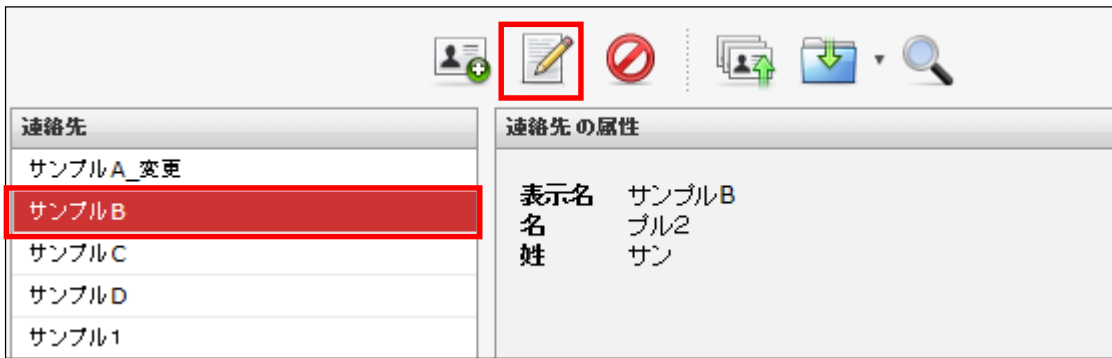 連絡先
サンプルA_変更
サンプルB
サンプルC
サンプルD
サンプル1
連絡先の属性
表示名 サンプルB
名 プル2
姓 サン